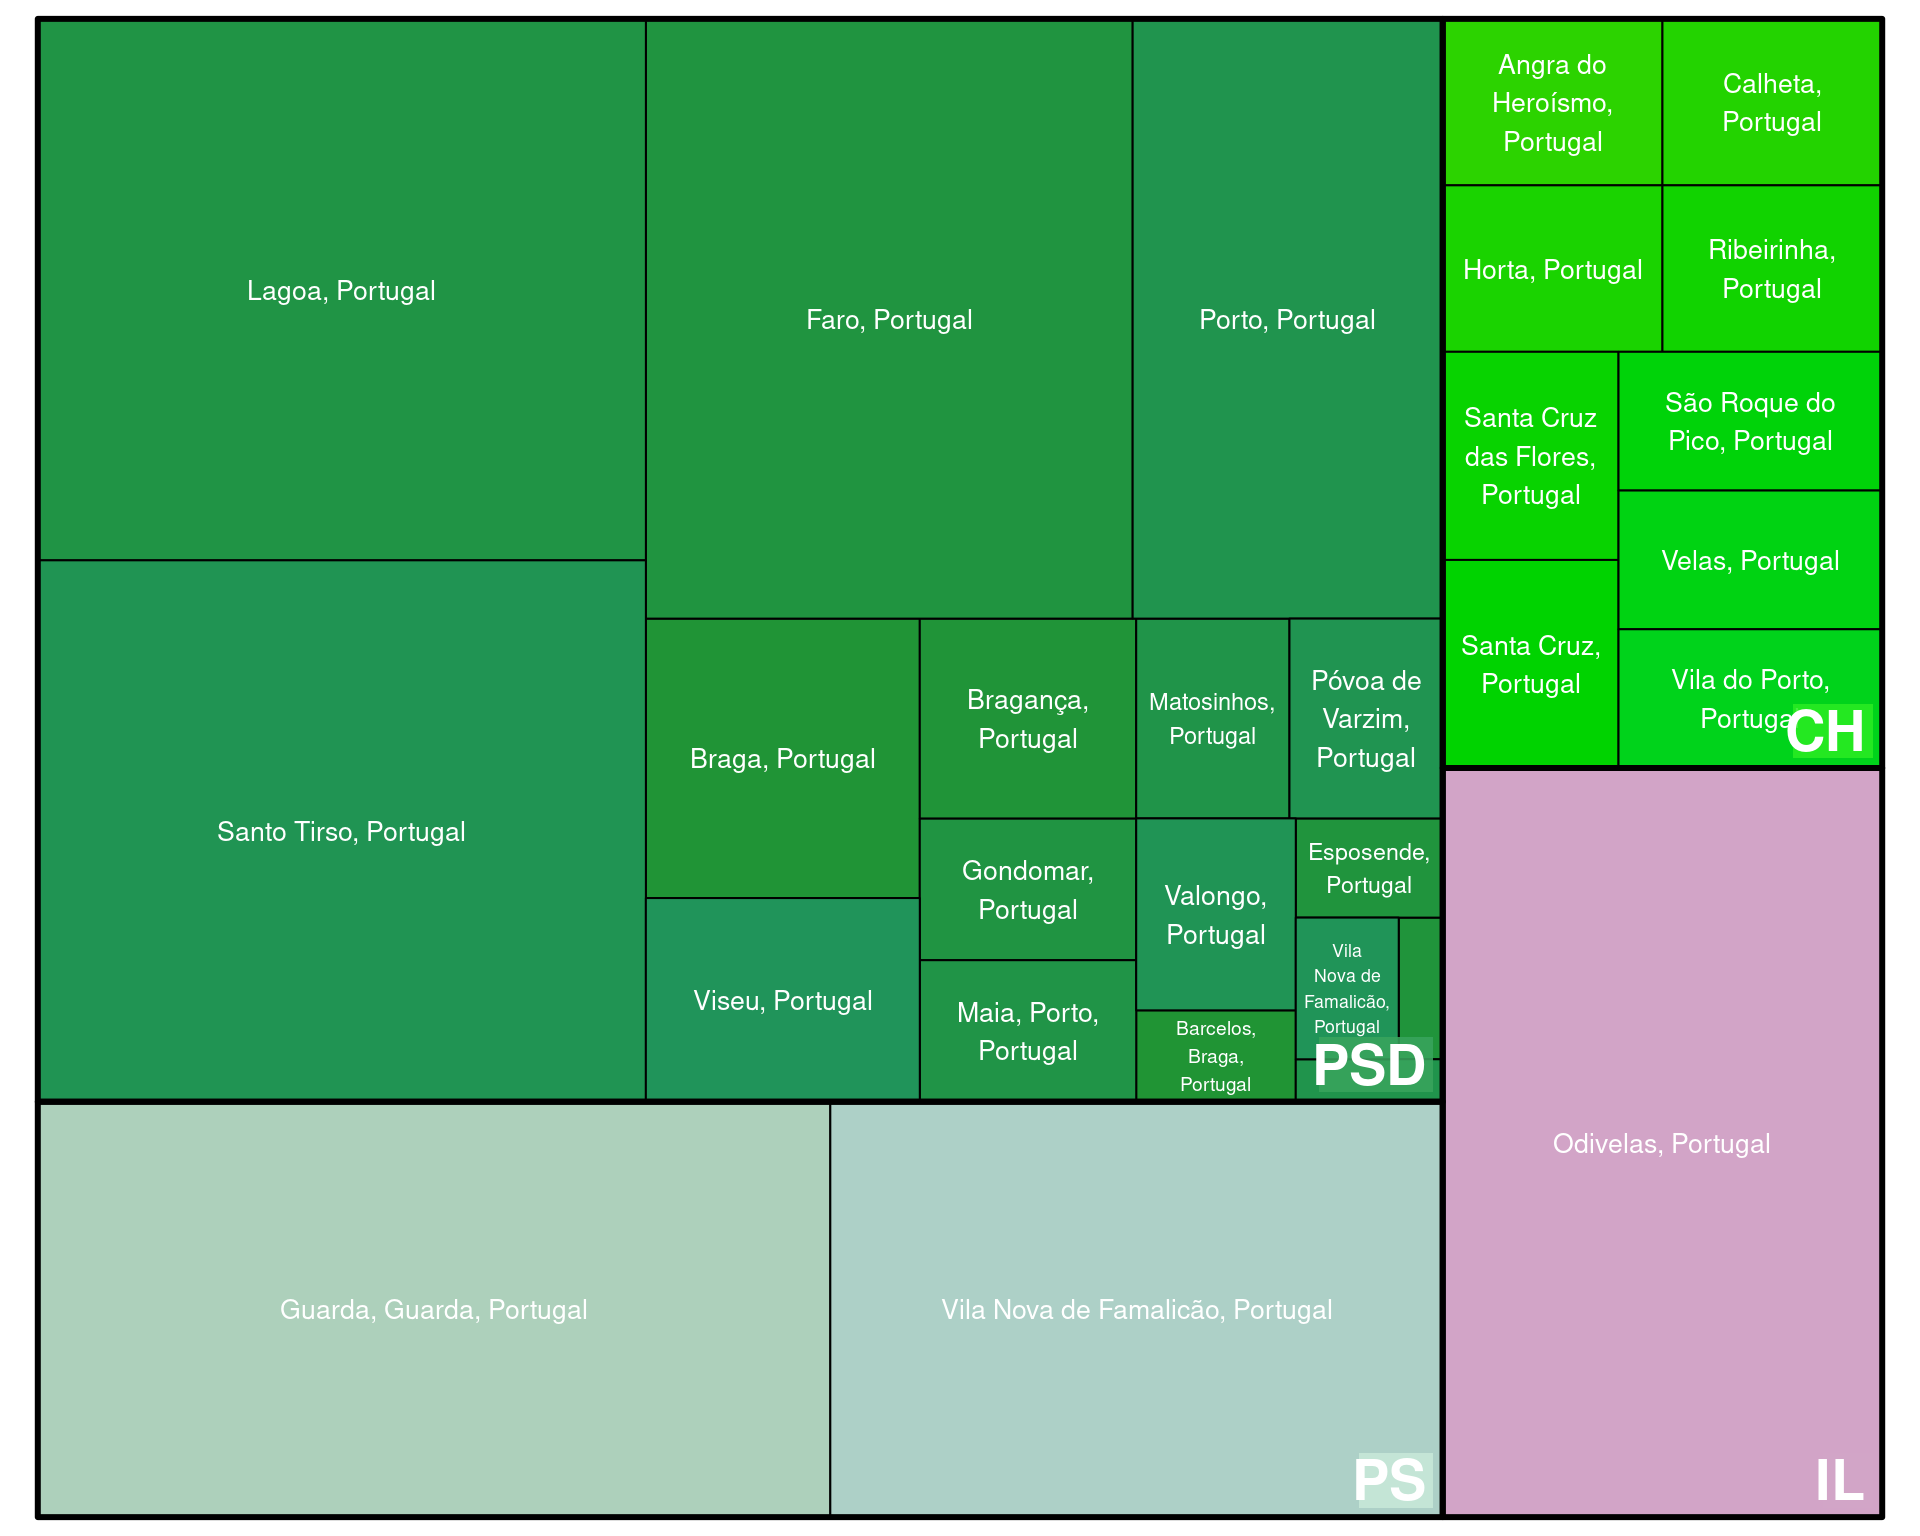 Lagoa, Portugal
Faro, Portugal
Porto, Portugal
Santo Tirso, Portugal
Braga, Portugal
Bragança,
Portugal
Matosinhos,
Portugal
Póvoa de
Varzim,
Portugal
Viseu, Portugal
Gondomar,
Portugal
Maia, Porto,
Portugal
Valongo,
Portugal
Esposende,
Portugal
Barcelos,
Braga,
Portugal
Vila
Nova de
Famalicão,
Portugal
PSD
Angra do
Heroísmo,
Portugal
Calheta,
Portugal
Horta, Portugal
Ribeirinha,
Portugal
Santa Cruz
das Flores,
Portugal
São Roque do
Pico, Portugal
Velas, Portugal
Santa Cruz,
Portugal
Vila do Porto,
Portugal
CH
Guarda, Guarda, Portugal
Vila Nova de Famalicão, Portugal
PS
Odivelas, Portugal
IL